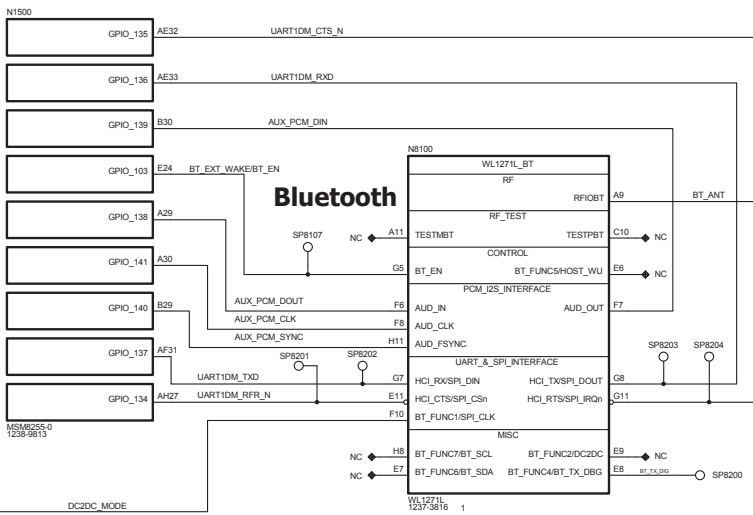 N1500
GPIO_135 AE32 UART1DM_CTS_N
GPIO_136 AE33 UART1DM_RXD
GPIO_139 B30 AUX_PCM_DIN
GPIO_103 E24 BT_EXT_WAKE/BT_EN
GPIO_138 A29
GPIO_141 A30
GPIO_140 B29
GPIO_137 AF31
GPIO_134 AH27
MSM8255-0
1238-9813
AUX_PCM_DOUT
AUX_PCM_CLK
AUX_PCM_SYNC
UART1DM_TXD
UART1DM_RFR_N
DC2DC_MODE
Bluetooth
SP8107
SP8201
SP8202
N8100
WL1271L_BT
RF
RFIOBT A9 BT_ANT
RF_TEST
NC A11 TESTMBT TESTPBT C10 NC
CONTROL
G5 BT_EN BT_FUNC5/HOST_WU E6 NC
PCM_I2S_INTERFACE
F6 AUD_IN AUD_OUT F7
F8 AUD_CLK
H11 AUD_FSYNC
UART_&_SPI_INTERFACE
G7 HCI_RX/SPI_DIN HCI_TX/SPI_DOUT G8
E11 HCI_CTS/SPI_CSn HCI_RTS/SPI_IRQn G11
F10 BT_FUNC1/SPI_CLK
MISC
NC H8 BT_FUNC7/BT_SCL BT_FUNC2/DC2DC E9 NC
NC E7 BT_FUNC6/BT_SDA BT_FUNC4/BT_TX_DBG E8 BT_TX_DIG SP8200
WL1271L
1237-3816 1
SP8203
SP8204